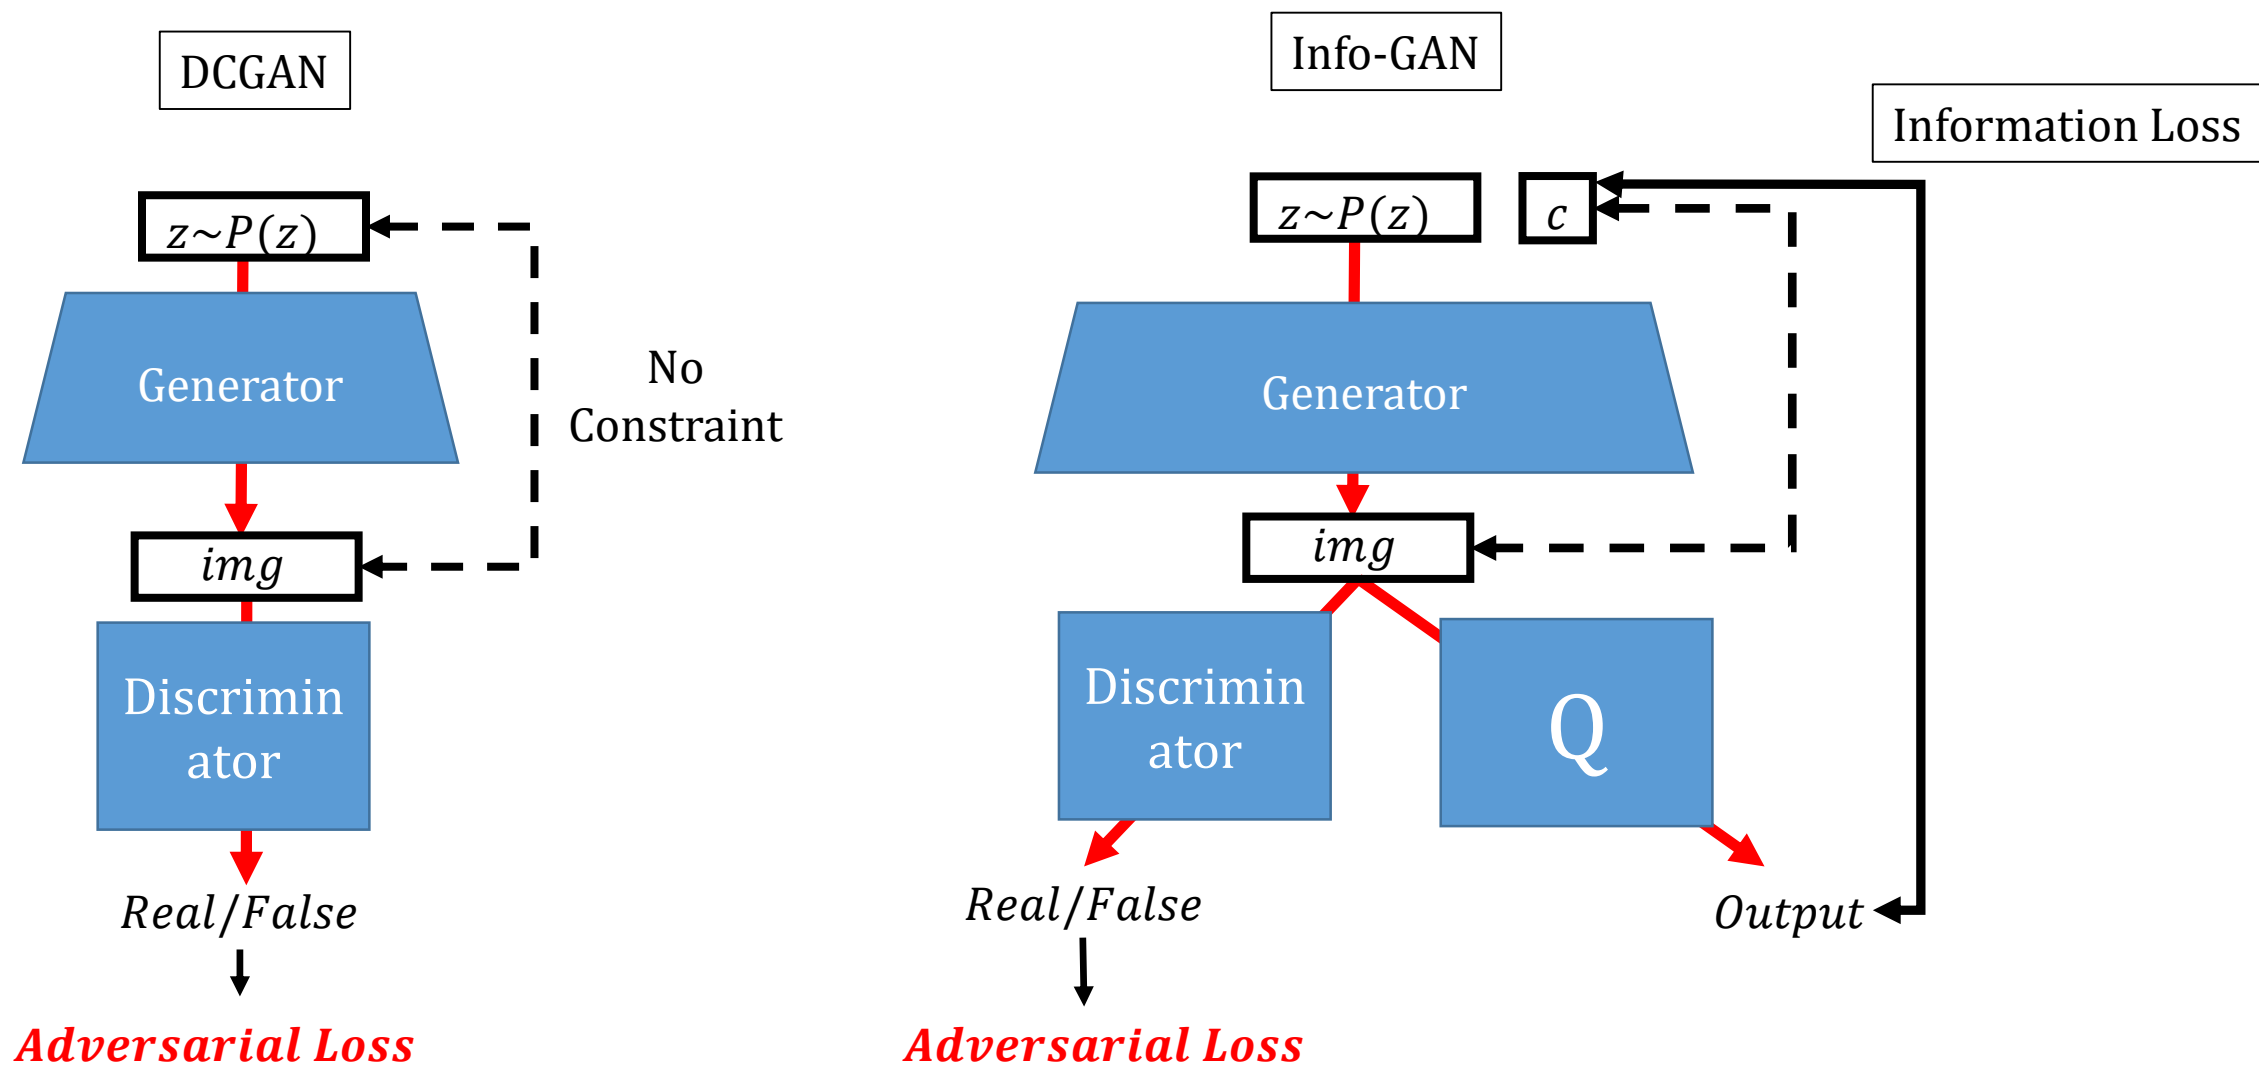 DCGAN
z~P(z)
Generator
No
Constraint
img
Discrimin
ator
Real/False
Adversarial Loss
Info-GAN
Information Loss
z~P(z)
c
Generator
img
Discrimin
ator
Q
Real/False
Output
Adversarial Loss